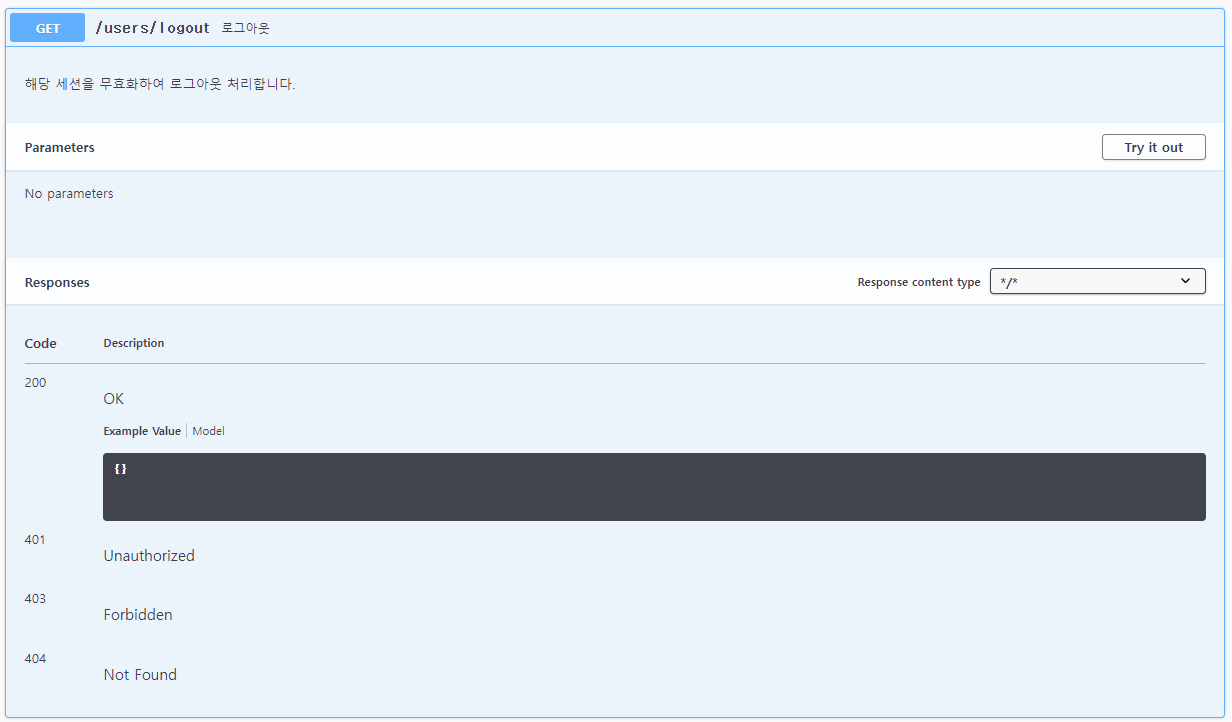 GET /users/logout 로그아웃
해당 세션을 무효화하여 로그아웃 처리합니다.
Parameters
Try it out
No parameters
Responses
Response content type */*
Code Description
200
OK
Example Value Model
{}
401
Unauthorized
403
Forbidden
404
Not Found